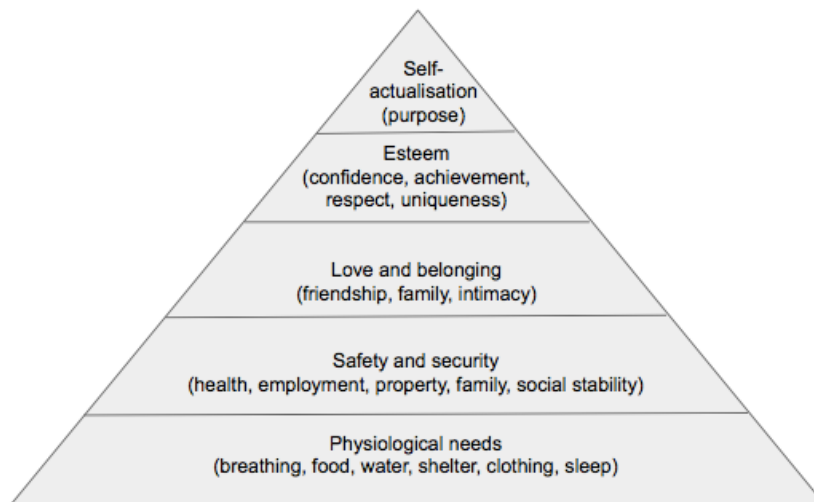 Self-
actualisation
(purpose)
Esteem
(confidence, achievement,
respect, uniqueness)
Love and belonging
(friendship, family, intimacy)
Safety and security
(health, employment, property, family, social stability)
Physiological needs
(breathing, food, water, shelter, clothing, sleep)